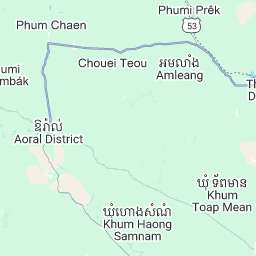 Phumi Prêk
53
Phum Chaen
Chouei Teou
អមលាំង
Amleang
umi
mbák
Th
D
ឱរ៉ាល់
Aoral District
ឃុំ ទ័ពមាន
Khum
Toap Mean
ឃុំហោងសំណំ
Khum Haong
Samnam